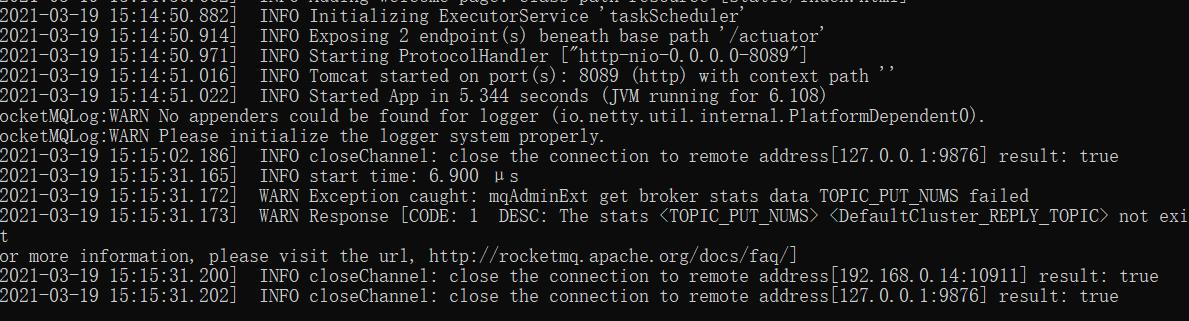 2021-03-19 15:14:50.882]  INFO Initializing ExecutorService 'taskScheduler'
2021-03-19 15:14:50.914]  INFO Exposing 2 endpoint(s) beneath base path '/actuator'
2021-03-19 15:14:50.971]  INFO Starting ProtocolHandler ["http-nio-0.0.0.0-8089"]
2021-03-19 15:14:51.016]  INFO Tomcat started on port(s): 8089 (http) with context path ''
2021-03-19 15:14:51.022]  INFO Started App in 5.344 seconds (JVM running for 6.108)
ocketMQLog:WARN No appenders could be found for logger (io.netty.util.internal.PlatformDependent0).
ocketMQLog:WARN Please initialize the logger system properly.
2021-03-19 15:15:02.186]  INFO closeChannel: close the connection to remote address[127.0.0.1:9876] result: true
2021-03-19 15:15:31.165]  INFO start time: 6.900 μs
2021-03-19 15:15:31.172]  WARN Exception caught: mqAdminExt get broker stats data TOPIC_PUT_NUMS failed
2021-03-19 15:15:31.173]  WARN Response [CODE: 1  DESC: The stats <TOPIC_PUT_NUMS> <DefaultCluster_REPLY_TOPIC> not exi
t
or more information, please visit the url, http://rocketmq.apache.org/docs/faq/]
2021-03-19 15:15:31.200]  INFO closeChannel: close the connection to remote address[192.168.0.14:10911] result: true
2021-03-19 15:15:31.202]  INFO closeChannel: close the connection to remote address[127.0.0.1:9876] result: true